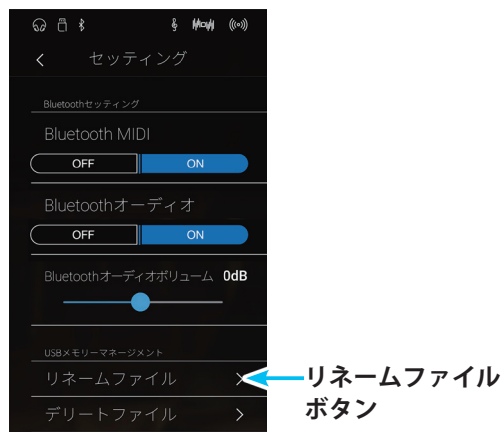 セッティング
Bluetoothセッティング
Bluetooth MIDI
OFF ON
Bluetoothオーディオ
OFF ON
Bluetoothオーディオボリューム 0dB
USBメモリーマネージメント
リネームファイル
デリートファイル
リネームファイル
ボタン